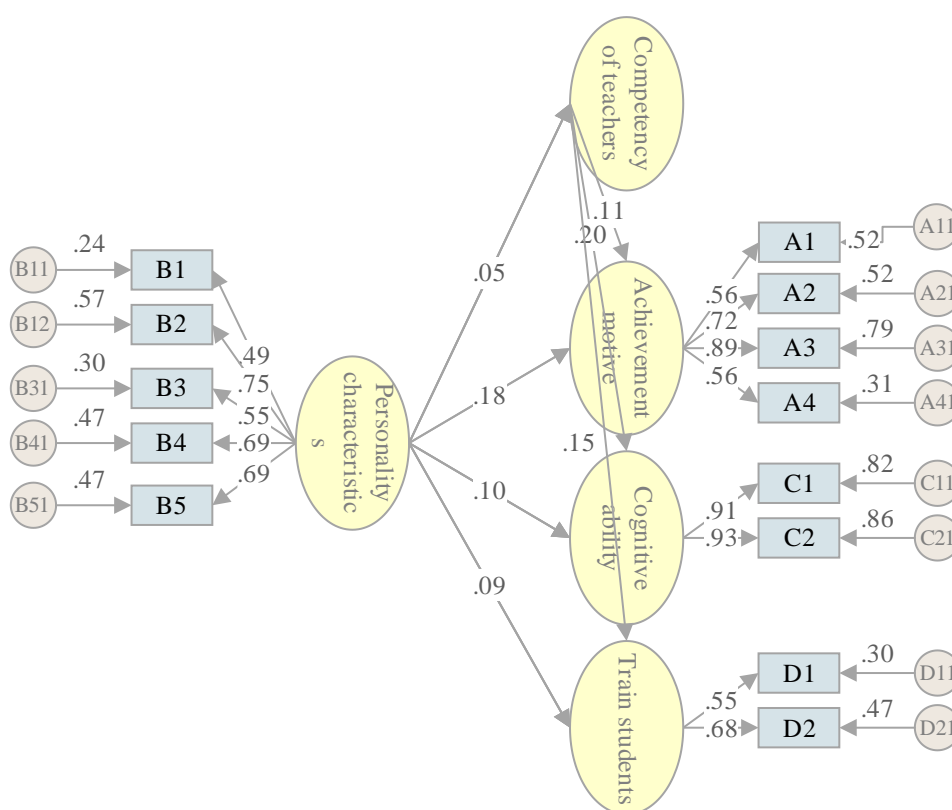 Competency
of teachers
.11
.20
.05
A11
.52
A1
.24
B11
B1
.52
A2
A21
.56
.57
B12
B2
Achievement
motive
.72
.79
A3
A31
.89
.49
.30
B31
B3
.75
Personality
characteristic
s
.18
.56
.31
A4
A41
.55
.47
B41
B4
.69
.15
.82
C1
C11
.91
.69
.47
B51
B5
.10
Cognitive
ability
.86
C2
C21
.93
.09
.30
D1
D11
.55
Train students
.47
D2
D21
.68